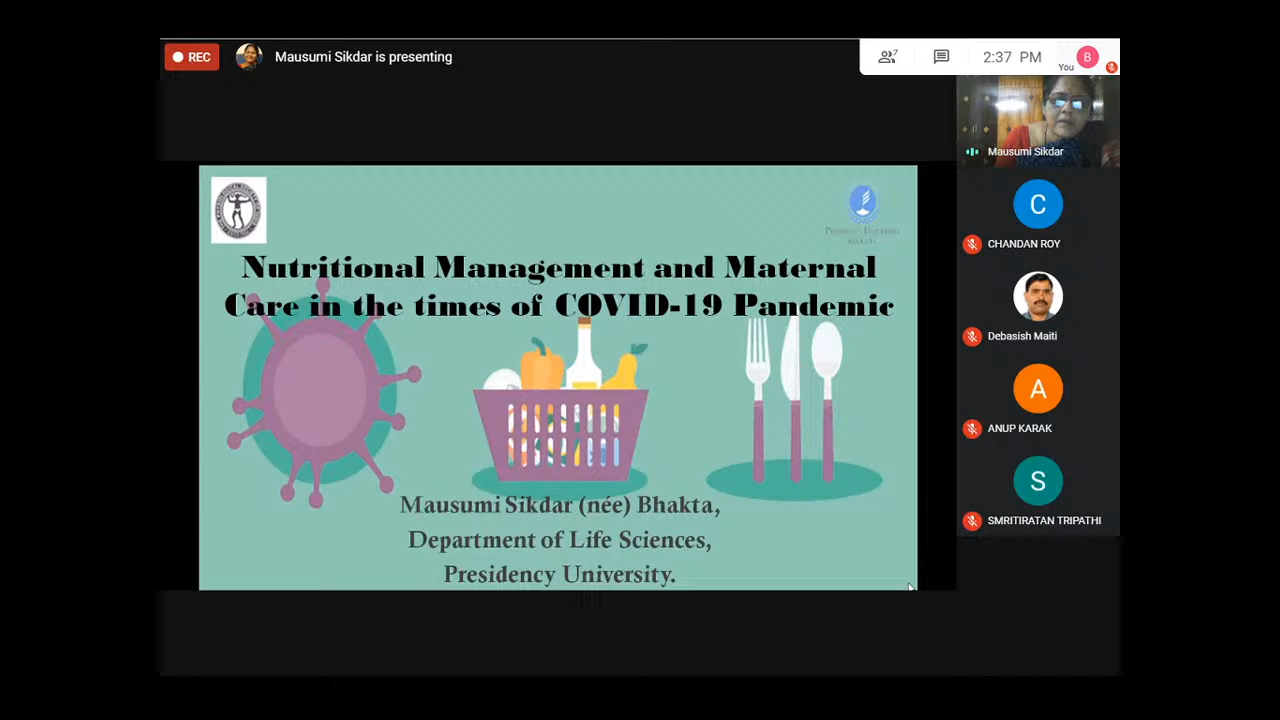 REC
Mausumi Sikdar is presenting
7
2:37 PM
You
B
Mausumi Sikdar
Nutritional Management and Maternal
Care in the times of COVID-19 Pandemic
Mausumi Sikdar (née) Bhakta,
Department of Life Sciences,
Presidency University.
C
CHANDAN ROY
Debasish Maiti
A
ANUP KARAK
S
SMRITIRATAN TRIPATHI